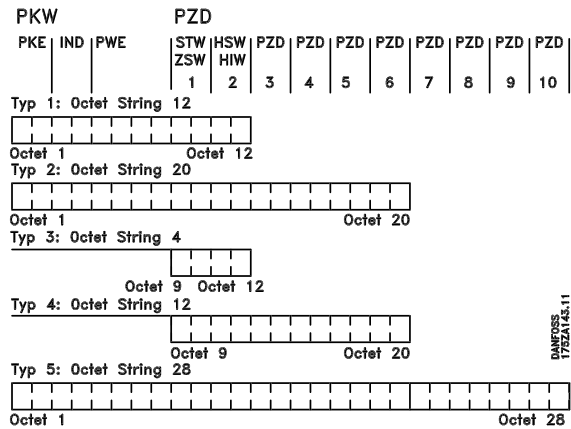 PKW PZD
PKE IND PWE STW HSW PZD PZD PZD PZD PZD PZD PZD PZD
ZSW HIW
1 2 3 4 5 6 7 8 9 10
Typ 1: Octet String 12
Octet 1 Octet 12
Typ 2: Octet String 20
Octet 1 Octet 20
Typ 3: Octet String 4
Octet 9 Octet 12
Typ 4: Octet String 12
Octet 9 Octet 20
Typ 5: Octet String 28
Octet 1 Octet 28
DANFOSS
175ZA143.11